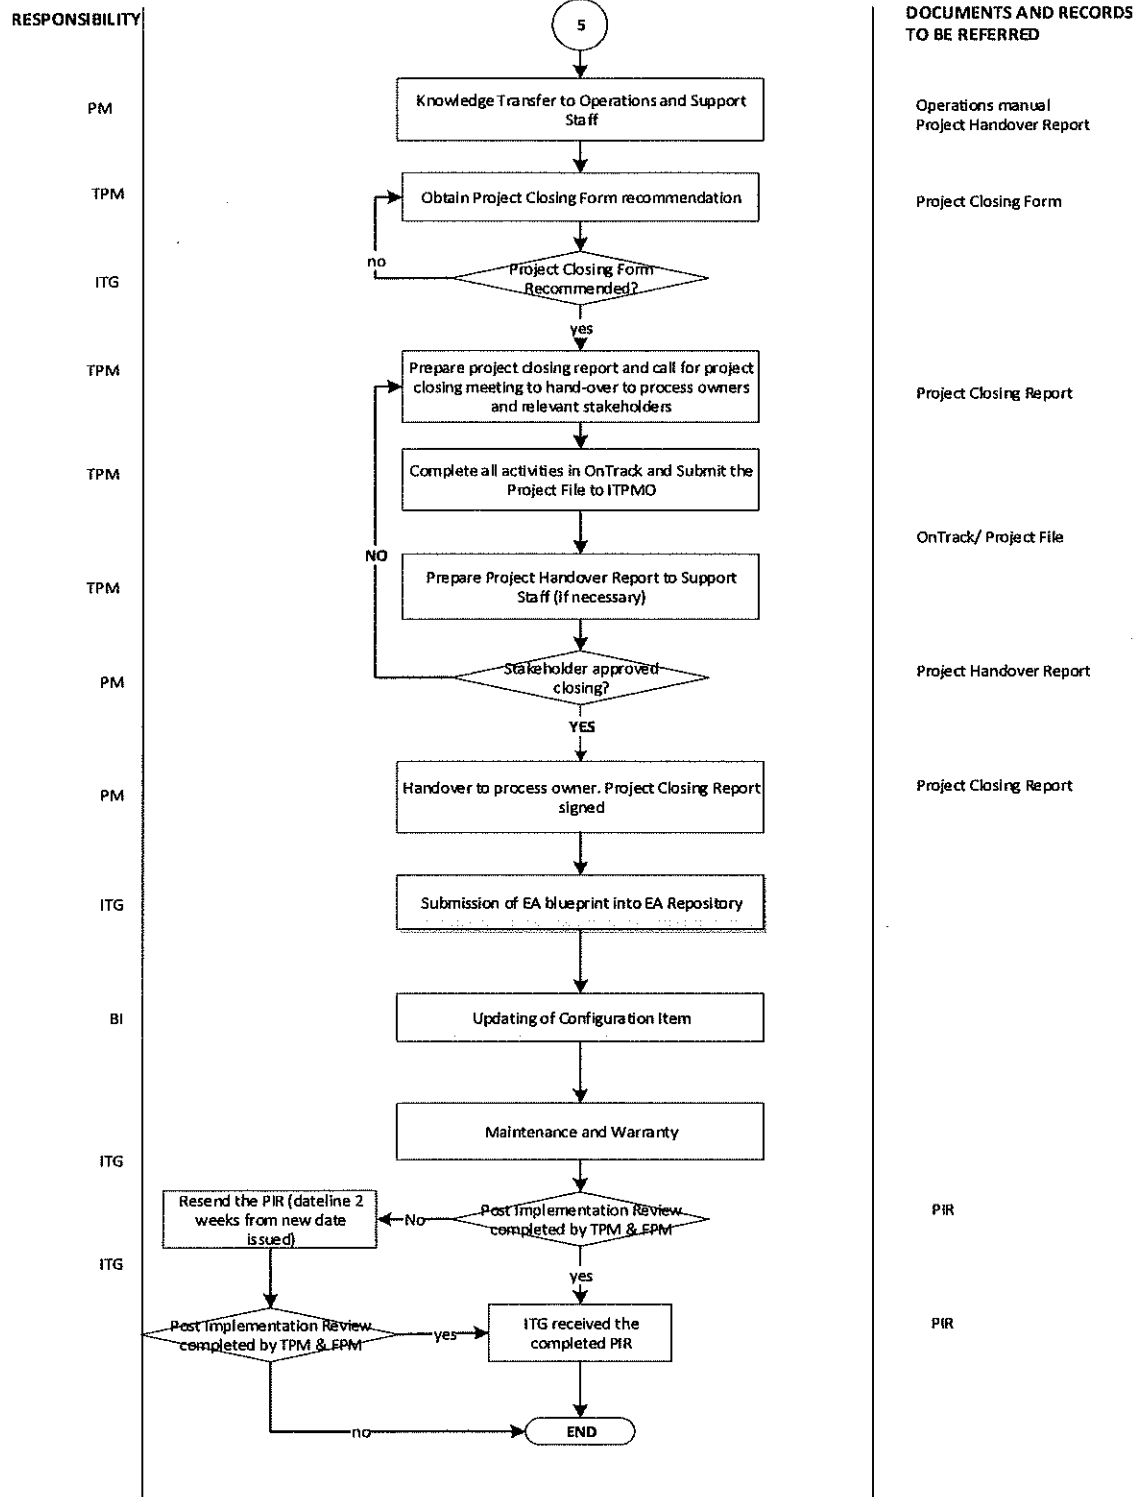 RESPONSIBILITY
DOCUMENTS AND RECORDS
TO BE REFERRED
5
PM
Knowledge Transfer to Operations and Support
Staff
Operations manual
Project Handover Report
TPM
Obtain Project Closing Form recommendation
Project Closing Form
no
ITG
Project Closing Form
Recommended?
yes
TPM
Prepare project closing report and call for project
closing meeting to hand-over to process owners
and relevant stakeholders
Project Closing Report
TPM
Complete all activities in OnTrack and Submit the
Project File to ITPMO
OnTrack/ Project File
NO
TPM
Prepare Project Handover Report to Support
Staff (if necessary)
PM
Stakeholder approved
closing?
Project Handover Report
YES
PM
Handover to process owner. Project Closing Report
signed
Project Closing Report
ITG
Submission of EA blueprint into EA Repository
BI
Updating of Configuration Item
Maintenance and Warranty
ITG
Resend the PIR (dateline 2
weeks from new date
issued)
No
Post Implementation Review
completed by TPM & FPM
PIR
ITG
yes
Post Implementation Review
completed by TPM & FPM
yes
ITG received the
completed PIR
PIR
no
END